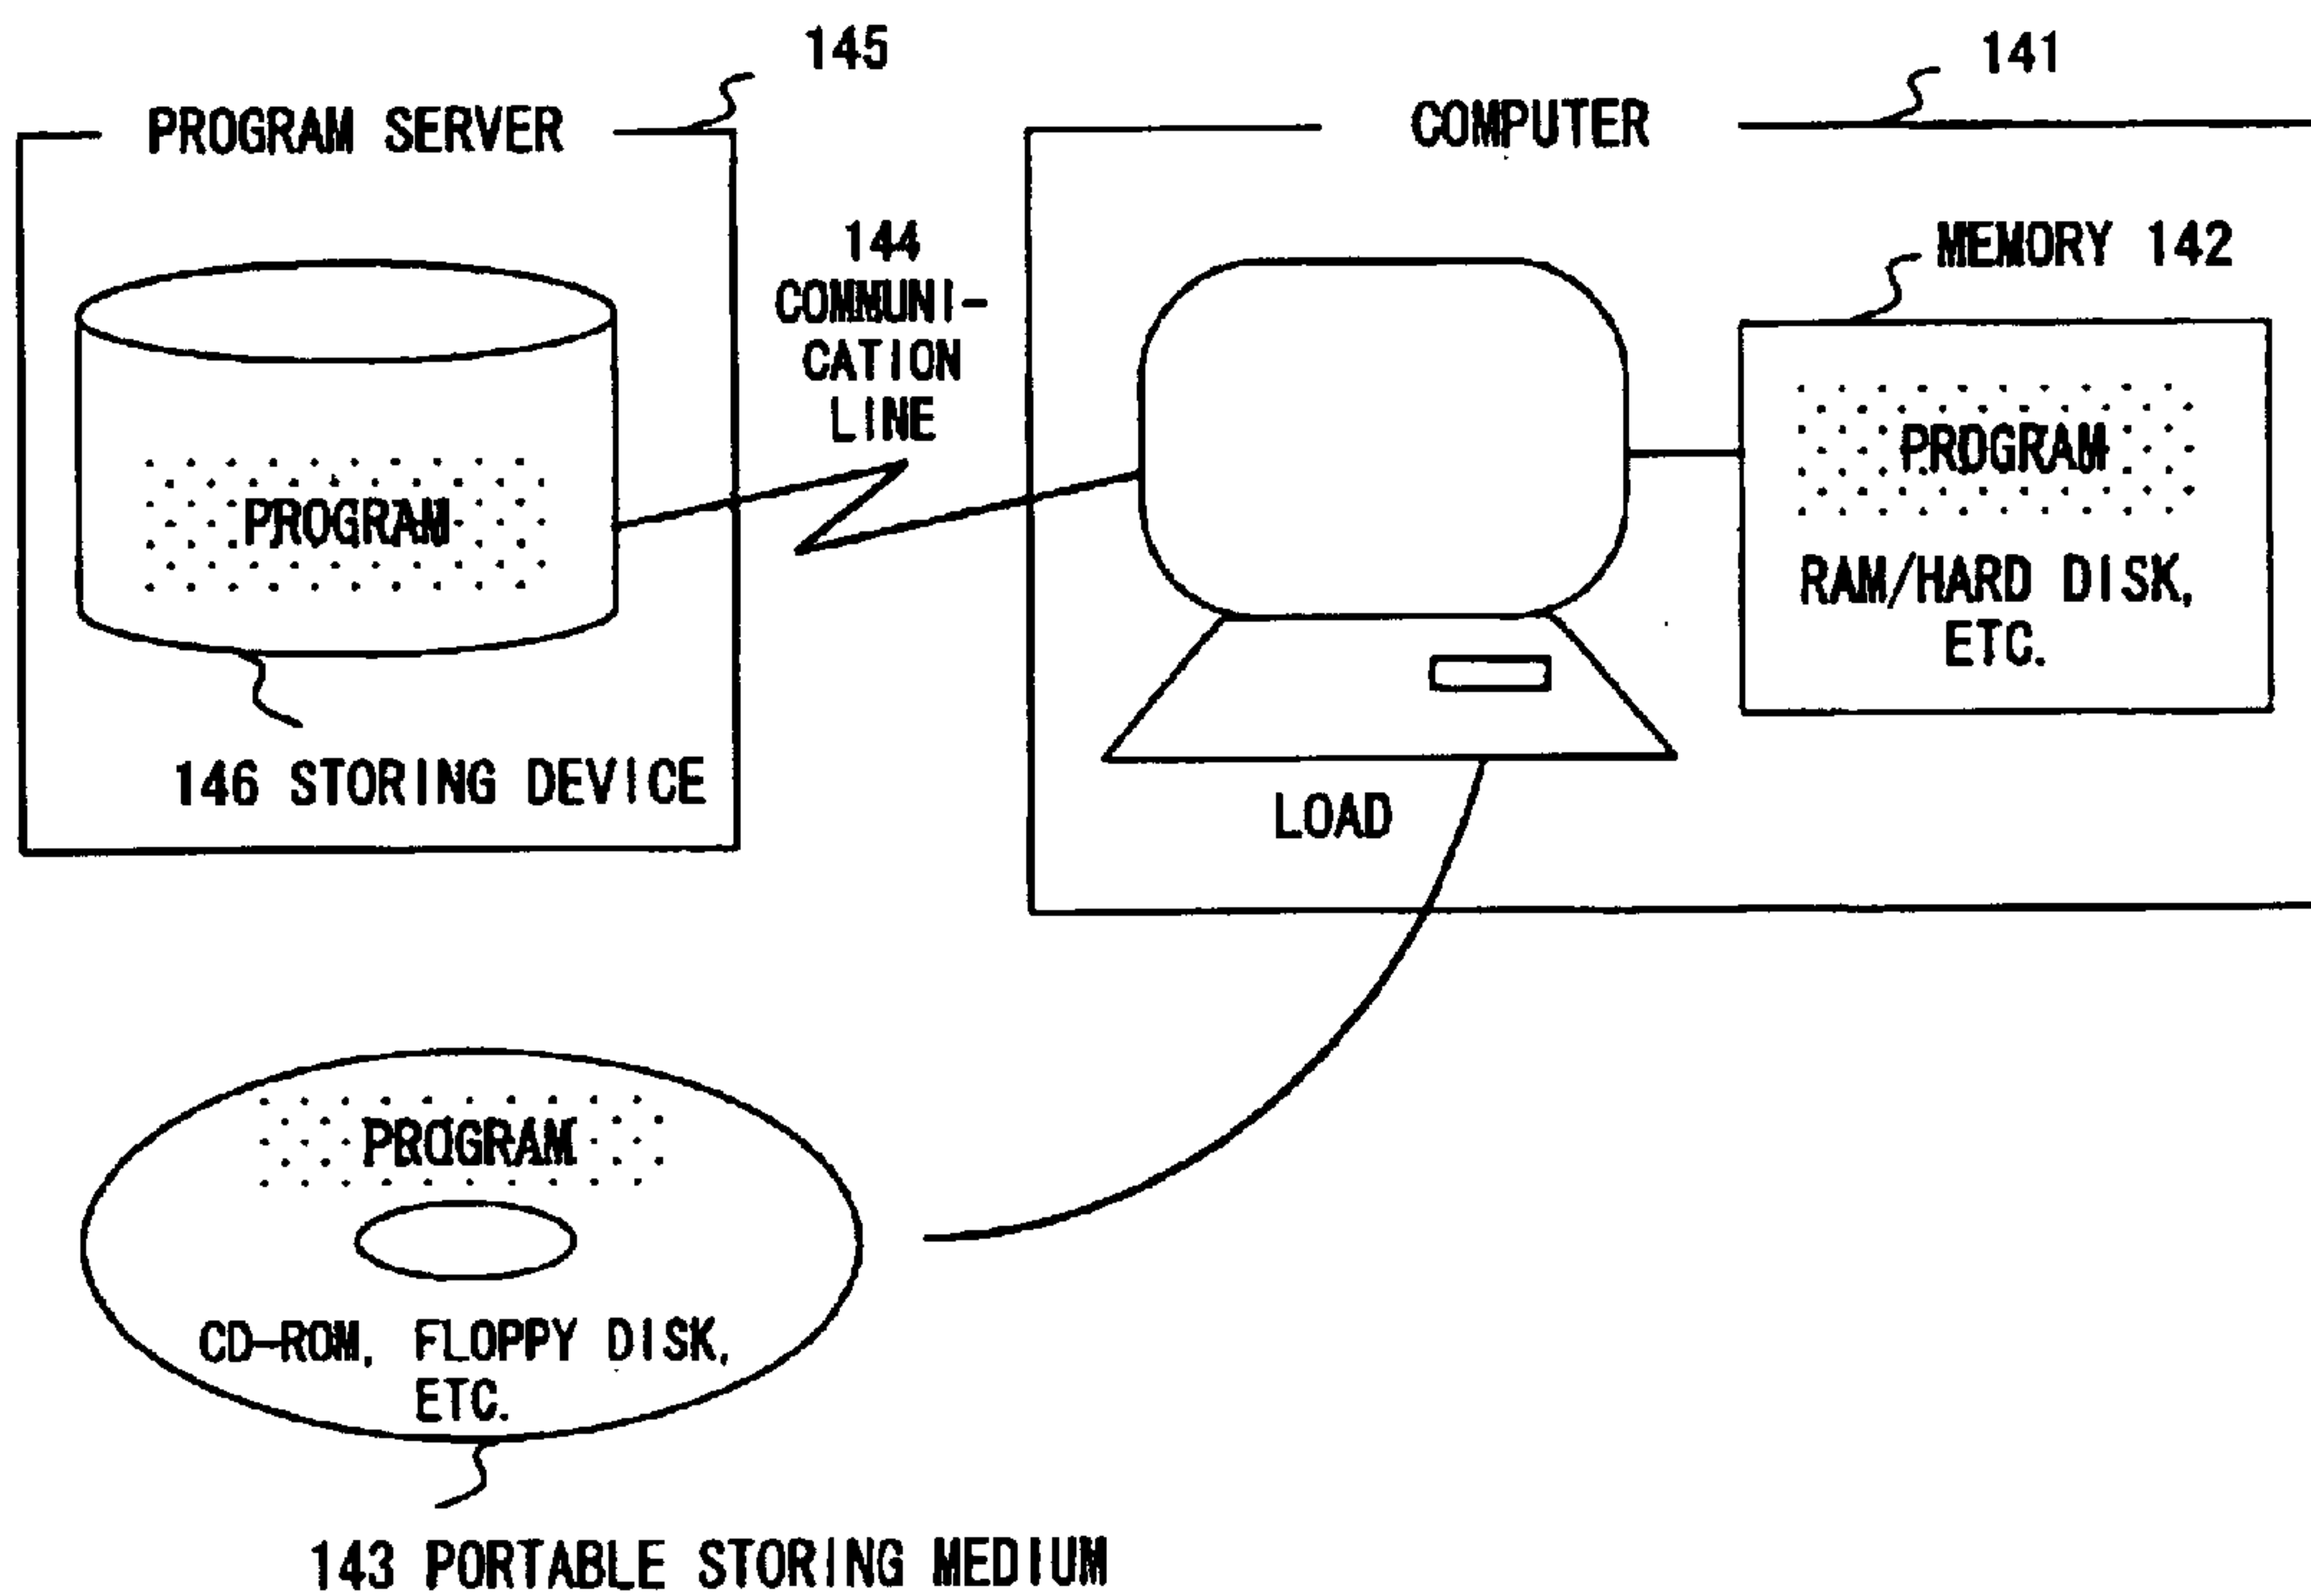 145
PROGRAM SERVER
PROGRAM
146 STORING DEVICE
144
COMMUNI-
CATION
LINE
141
COMPUTER
MEMORY 142
PROGRAM
RAM/HARD DISK,
ETC.
LOAD
PROGRAM
CD-ROM, FLOPPY DISK,
ETC.
143 PORTABLE STORING MEDIUM